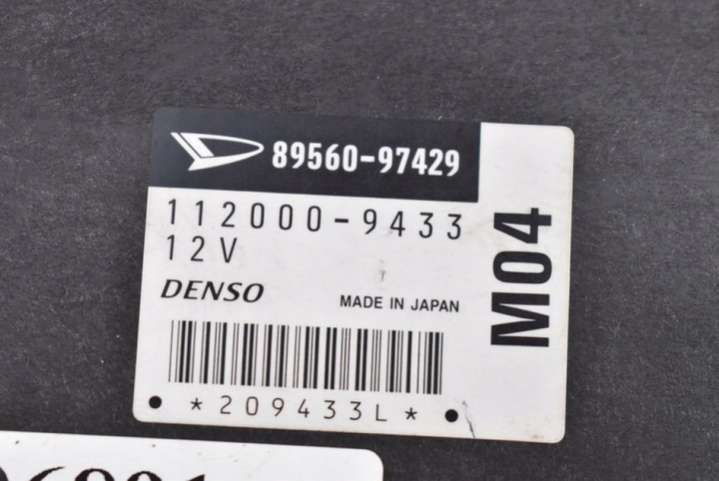 89560-97429
112000-9433
12V
DENSO MADE IN JAPAN
*209433L*
M04